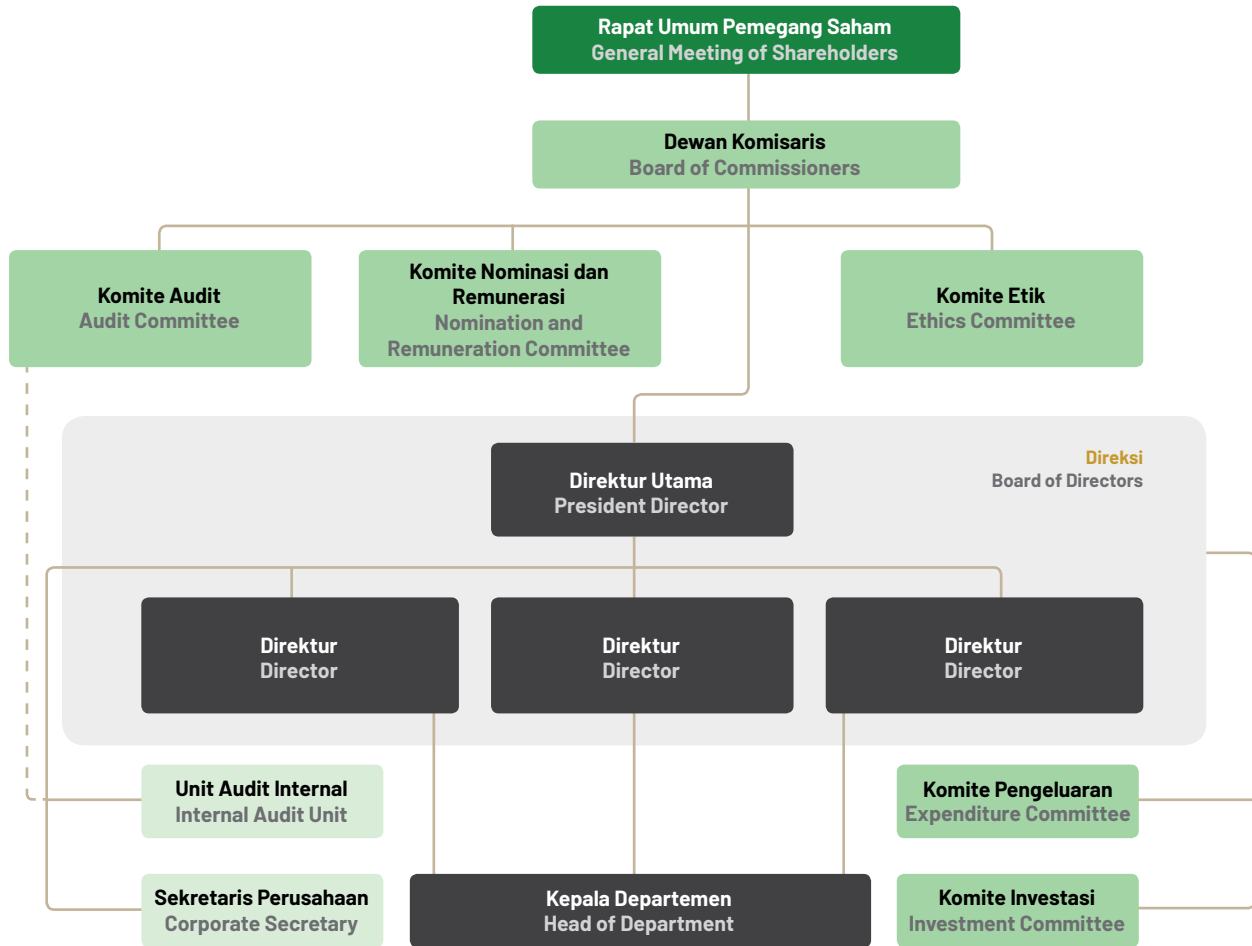 Rapat Umum Pemegang Saham
General Meeting of Shareholders
Dewan Komisaris
Board of Commissioners
Komite Audit
Audit Committee
Komite Nominasi dan
Remunerasi
Nomination and
Remuneration Committee
Komite Etik
Ethics Committee
Direksi
Board of Directors
Direktur Utama
President Director
Direktur
Director
Direktur
Director
Direktur
Director
Unit Audit Internal
Internal Audit Unit
Komite Pengeluaran
Expenditure Committee
Sekretaris Perusahaan
Corporate Secretary
Kepala Departemen
Head of Department
Komite Investasi
Investment Committee